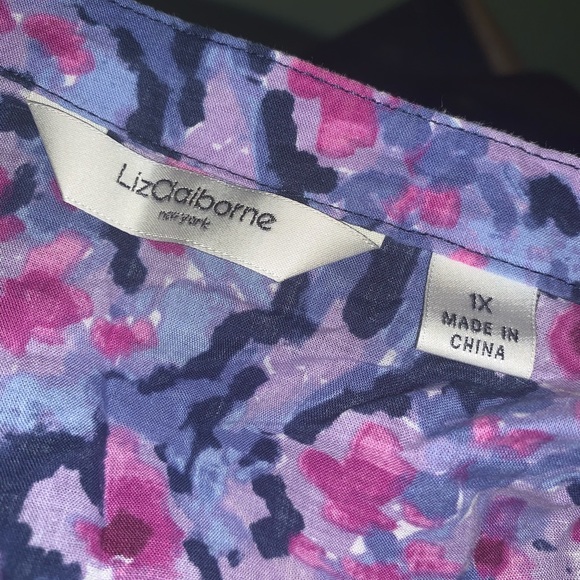 LizClaiborne
new york
1X
MADE IN
CHINA